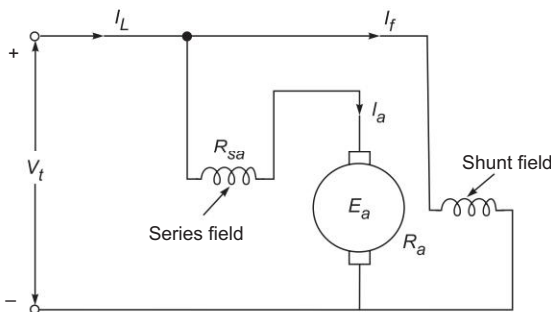 I_L
I_f
+
I_a
R_sa
Shunt field
V_t
E_a
Series field
R_a
–